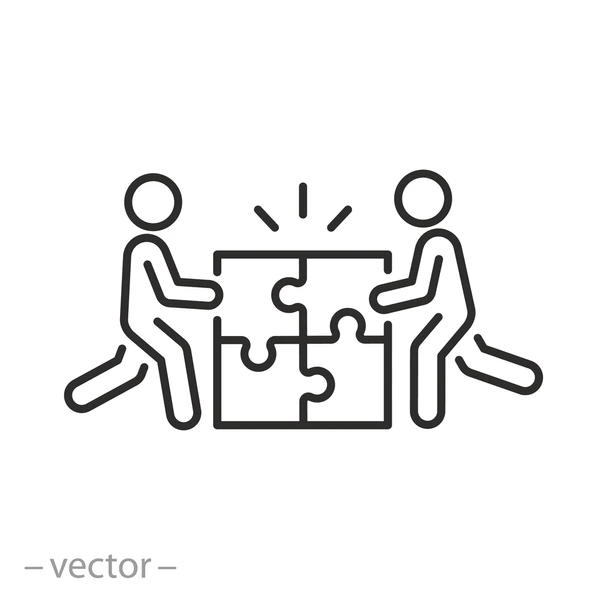 – vector –